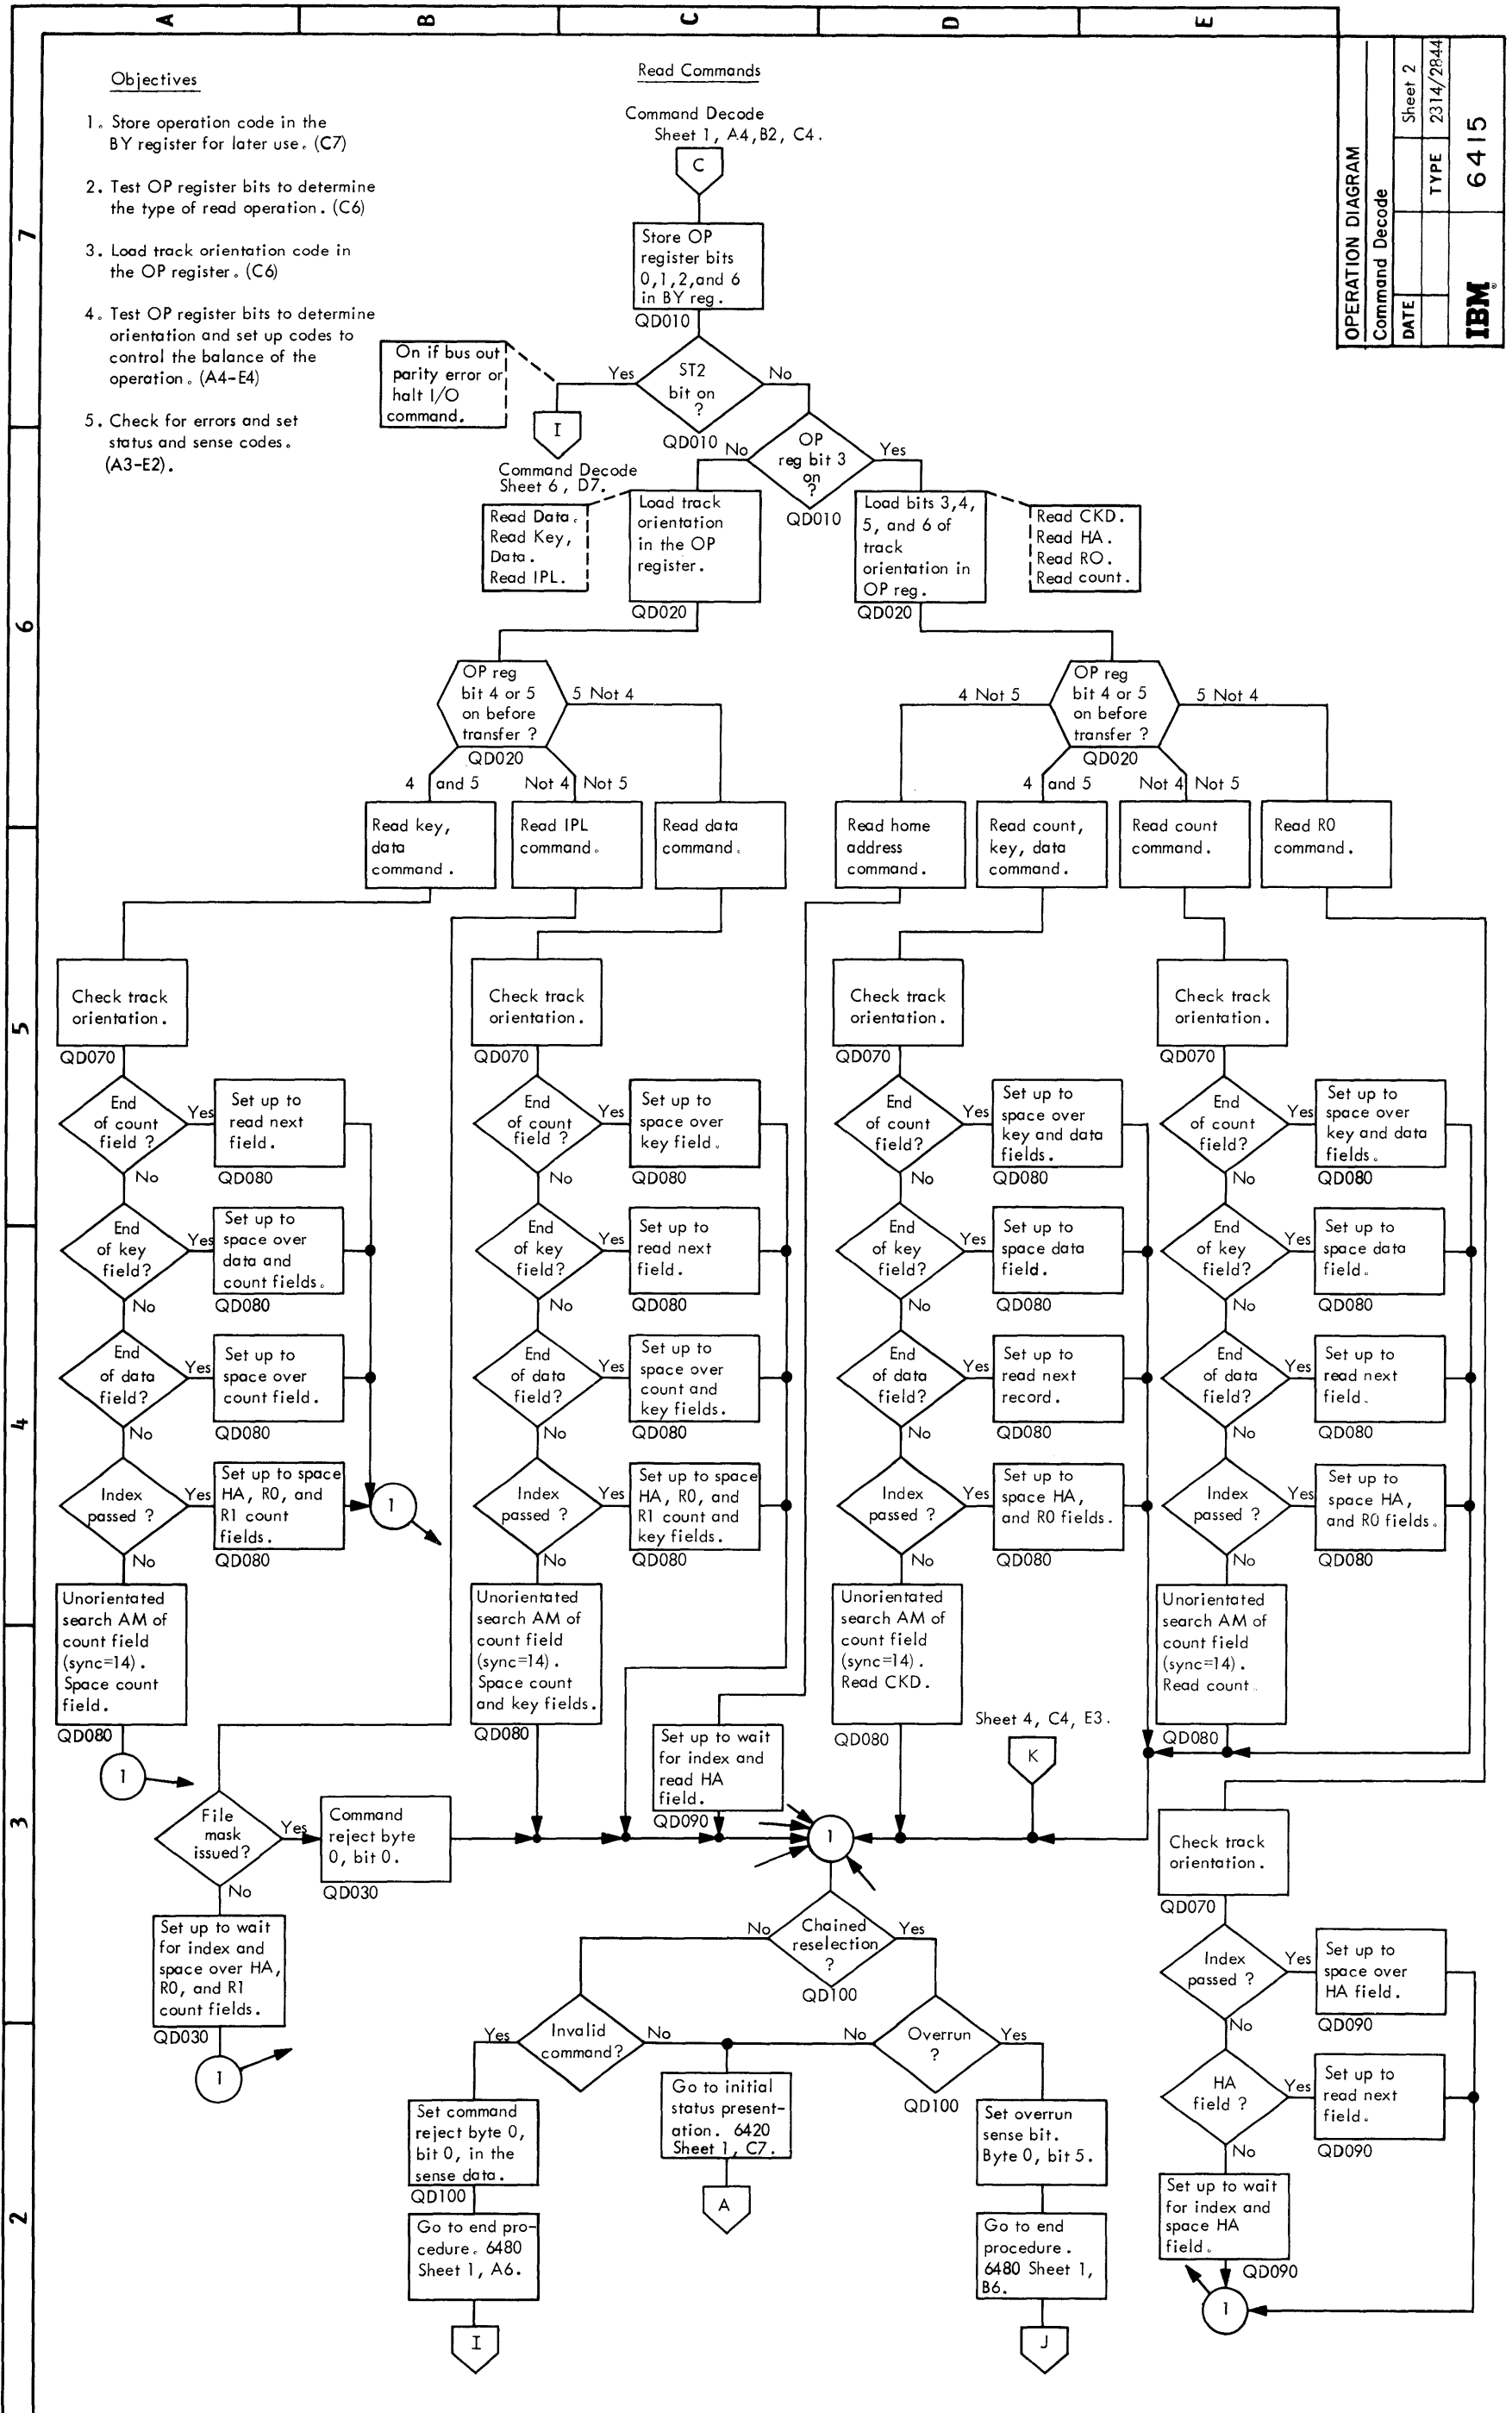 A
B
C
D
E
7
6
5
4
3
2
OPERATION DIAGRAM
Command Decode
DATE
Sheet 2
TYPE
2314/2844
IBM®
6415
Objectives
1. Store operation code in the
BY register for later use. (C7)
2. Test OP register bits to determine
the type of read operation. (C6)
3. Load track orientation code in
the OP register. (C6)
4. Test OP register bits to determine
orientation and set up codes to
control the balance of the
operation. (A4-E4)
5. Check for errors and set
status and sense codes.
(A3-E2).
Read Commands
Command Decode
Sheet 1, A4,B2, C4.
C
Store OP
register bits
0,1,2,and 6
in BY reg.
QD010
On if bus out
parity error or
halt I/O
command.
Yes
ST2
bit on
?
No
QD010
I
Command Decode
Sheet 6, D7.
No
OP
reg bit 3
on
?
Yes
QD010
Read Data.
Read Key,
Data.
Read IPL.
Load track
orientation
in the OP
register.
QD020
Load bits 3,4,
5, and 6 of
track
orientation in
OP reg.
QD020
Read CKD.
Read HA.
Read RO.
Read count.
OP reg
bit 4 or 5
on before
transfer ?
QD020
5 Not 4
4 and 5
Not 4 Not 5
4 Not 5
OP reg
bit 4 or 5
on before
transfer ?
QD020
5 Not 4
4 and 5
Not 4 Not 5
Read key,
data
command.
Read IPL
command.
Read data
command.
Read home
address
command.
Read count,
key, data
command.
Read count
command.
Read R0
command.
Check track
orientation.
QD070
End
of count
field ?
Yes
Set up to
read next
field.
QD080
No
End
of key
field?
Yes
Set up to
space over
data and
count fields.
QD080
No
End
of data
field?
Yes
Set up to
space over
count field.
QD080
No
Index
passed ?
Yes
Set up to space
HA, R0, and
R1 count
fields.
QD080
1
No
Unorientated
search AM of
count field
(sync=14).
Space count
field.
QD080
1
Check track
orientation.
QD070
End
of count
field ?
Yes
Set up to
space over
key field.
QD080
No
End
of key
field?
Yes
Set up to
read next
field.
QD080
No
End
of data
field?
Yes
Set up to
space over
count and
key fields.
QD080
No
Index
passed ?
Yes
Set up to space
HA, R0, and
R1 count and
key fields.
QD080
No
Unorientated
search AM of
count field
(sync=14).
Space count
and key fields.
QD080
Check track
orientation.
QD070
End
of count
field?
Yes
Set up to
space over
key and data
fields.
QD080
No
End
of key
field?
Yes
Set up to
space data
field.
QD080
No
End
of data
field?
Yes
Set up to
read next
record.
QD080
No
Index
passed ?
Yes
Set up to
space HA,
and R0 fields.
QD080
No
Unorientated
search AM of
count field
(sync=14).
Read CKD.
QD080
Check track
orientation.
QD070
End
of count
field?
Yes
Set up to
space over
key and data
fields.
QD080
No
End
of key
field?
Yes
Set up to
space data
field.
QD080
No
End
of data
field?
Yes
Set up to
read next
field.
QD080
No
Index
passed ?
Yes
Set up to
space HA,
and R0 fields.
QD080
No
Unorientated
search AM of
count field
(sync=14).
Read count.
QD080
File
mask
issued?
Yes
Command
reject byte
0, bit 0.
QD030
No
Set up to wait
for index and
space over HA,
R0, and R1
count fields.
QD030
1
Set up to wait
for index and
read HA
field.
QD090
Sheet 4, C4, E3.
K
1
No
Chained
reselection
?
Yes
QD100
Yes
Invalid
command?
No
No
Overrun
?
Yes
QD100
Set command
reject byte 0,
bit 0, in the
sense data.
QD100
Go to end pro-
cedure. 6480
Sheet 1, A6.
I
Go to initial
status present-
ation. 6420
Sheet 1, C7.
A
Set overrun
sense bit.
Byte 0, bit 5.
Go to end
procedure.
6480 Sheet 1,
B6.
J
Check track
orientation.
QD070
Index
passed ?
Yes
Set up to
space over
HA field.
QD090
No
HA
field ?
Yes
Set up to
read next
field.
QD090
No
Set up to wait
for index and
space HA
field.
QD090
1